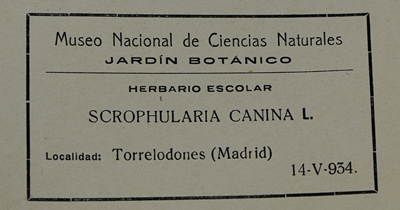 Museo Nacional de Ciencias Naturales
JARDÍN BOTÁNICO
HERBARIO ESCOLAR
SCROPHULARIA CANINA L.
Localidad: Torrelodones (Madrid)
14-V-934.